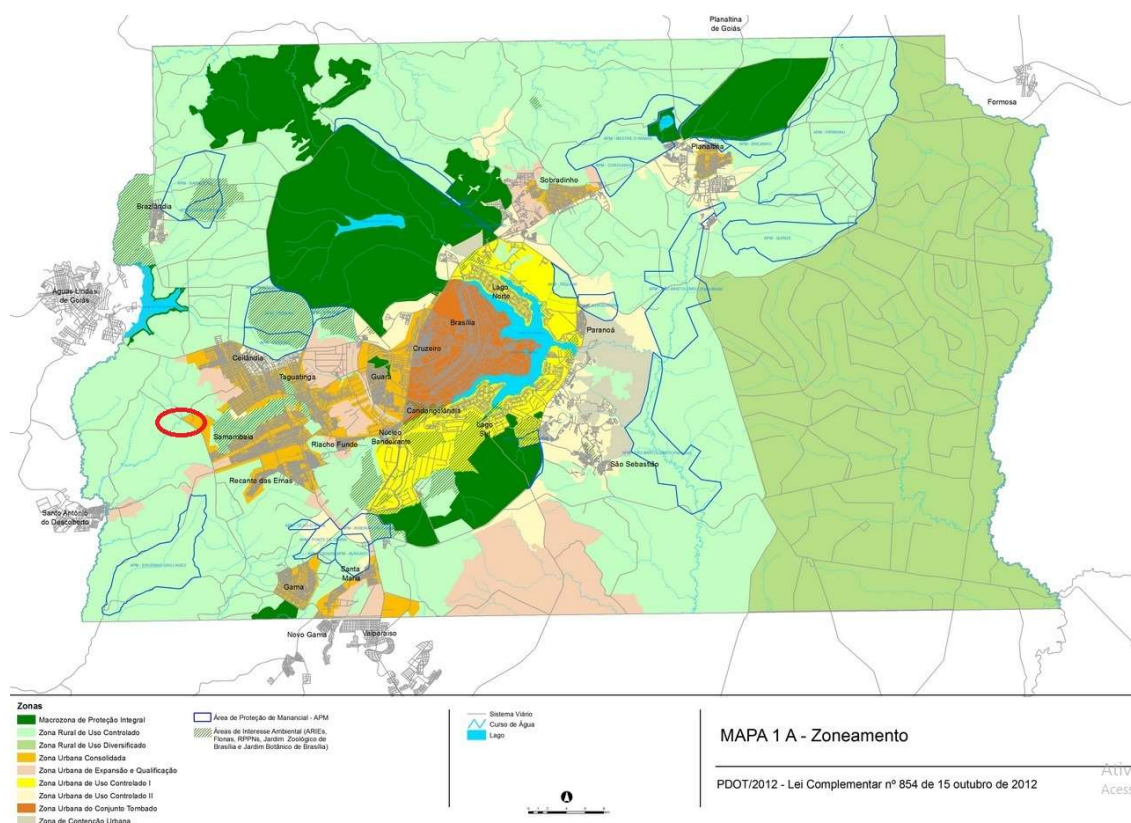 Planaltina
de Goiás
Formosa
Planaltina
Sobradinho
Brazlândia
Águas Lindas
de Goiás
Lago
Norte
Brasília
Paranoá
Cruzeiro
Ceilândia
Taguatinga
Guará
Candangolândia
Lago
Sul
Samambaia
Núcleo
Bandeirante
Riacho Fundo
São Sebastião
Recanto das Emas
Santo Antônio
do Descoberto
Santa
Maria
Gama
Novo Gama
Valparaíso
Zonas
Macrozona de Proteção Integral
Zona Rural de Uso Controlado
Zona Rural de Uso Diversificado
Zona Urbana Consolidada
Zona Urbana de Expansão e Qualificação
Zona Urbana de Uso Controlado I
Zona Urbana de Uso Controlado II
Zona Urbana do Conjunto Tombado
Zona de Contenção Urbana
Área de Proteção de Manancial - APM
Áreas de Interesse Ambiental (ARIEs,
Flonas, RPPNs, Jardim Zoológico de
Brasília e Jardim Botânico de Brasília)
Sistema Viário
Curso de Água
Lago
MAPA 1 A - Zoneamento
PDOT/2012 - Lei Complementar nº 854 de 15 outubro de 2012
Ativ
Aces